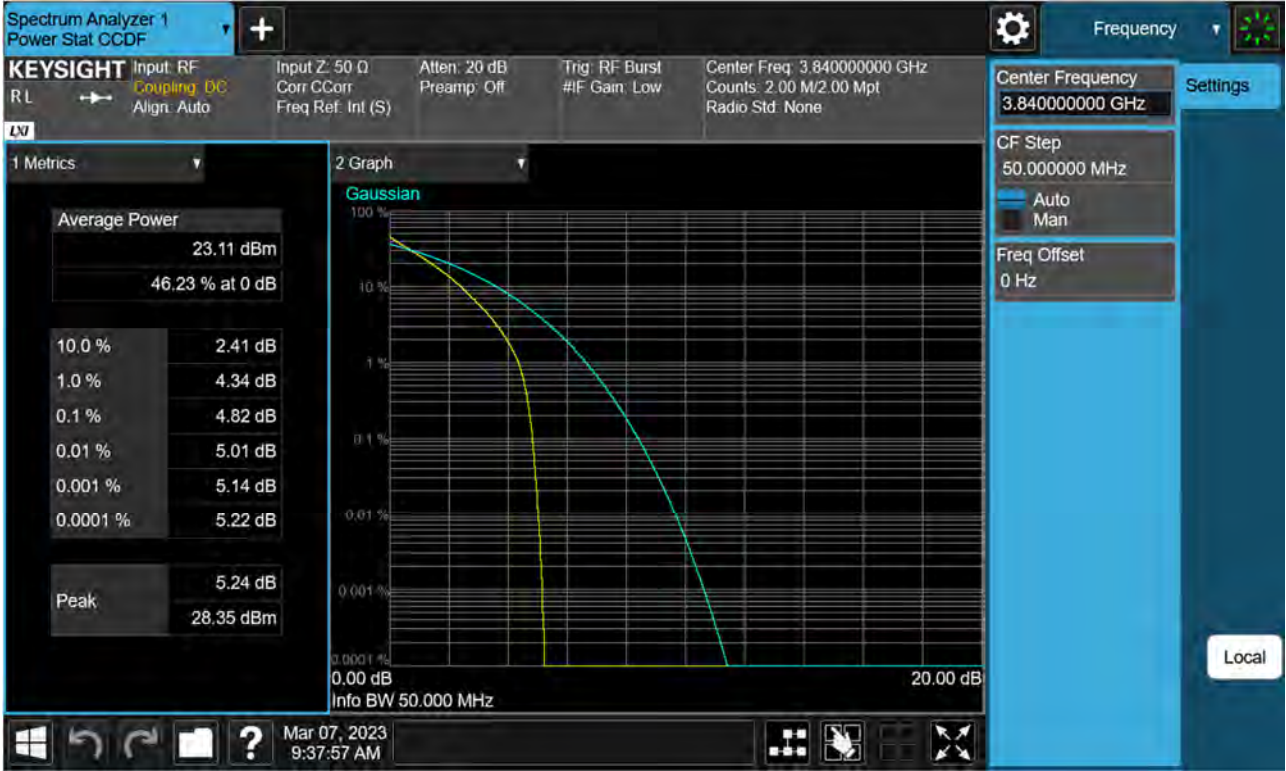 Spectrum Analyzer 1
Power Stat CCDF
Frequency
KEYSIGHT
RL
LXI
Input: RF
Coupling: DC
Align: Auto
Input Z: 50 Ω
Corr CCorr
Freq Ref: Int (S)
Atten: 20 dB
Preamp: Off
Trig: RF Burst
#IF Gain: Low
Center Freq: 3.840000000 GHz
Counts: 2.00 M/2.00 Mpt
Radio Std: None
1 Metrics
Average Power
23.11 dBm
46.23 % at 0 dB
10.0 % 2.41 dB
1.0 % 4.34 dB
0.1 % 4.82 dB
0.01 % 5.01 dB
0.001 % 5.14 dB
0.0001 % 5.22 dB
Peak
5.24 dB
28.35 dBm
2 Graph
Gaussian
100 %
10 %
1 %
0.1 %
0.01 %
0.001 %
0.0001 %
0.00 dB 20.00 dB
Info BW 50.000 MHz
Center Frequency
3.840000000 GHz
CF Step
50.000000 MHz
Auto
Man
Freq Offset
0 Hz
Settings
Local
?
Mar 07, 2023
9:37:57 AM